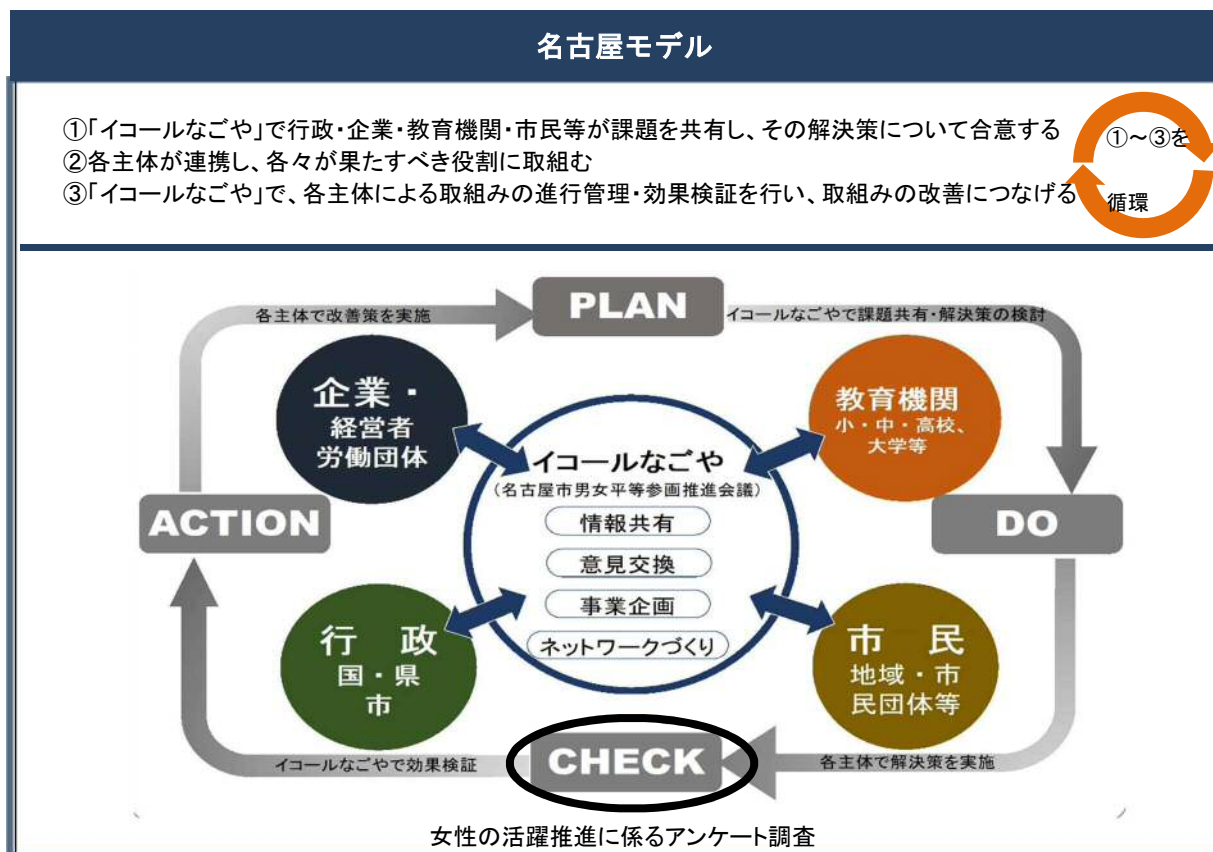 名古屋モデル
①「イコールなごや」で行政・企業・教育機関・市民等が課題を共有し、その解決策について合意する
②各主体が連携し、各々が果たすべき役割に取組む
③「イコールなごや」で、各主体による取組みの進行管理・効果検証を行い、取組みの改善につなげる
①～③を
循環
PLAN
各主体で改善策を実施
イコールなごやで課題共有・解決策の検討
企業・
経営者
労働団体
教育機関
小・中・高校、
大学等
イコールなごや
（名古屋市男女平等参画推進会議）
情報共有
意見交換
事業企画
ネットワークづくり
ACTION
DO
行 政
国・県
市
市 民
地域・市
民団体等
CHECK
イコールなごやで効果検証
各主体で解決策を実施
女性の活躍推進に係るアンケート調査